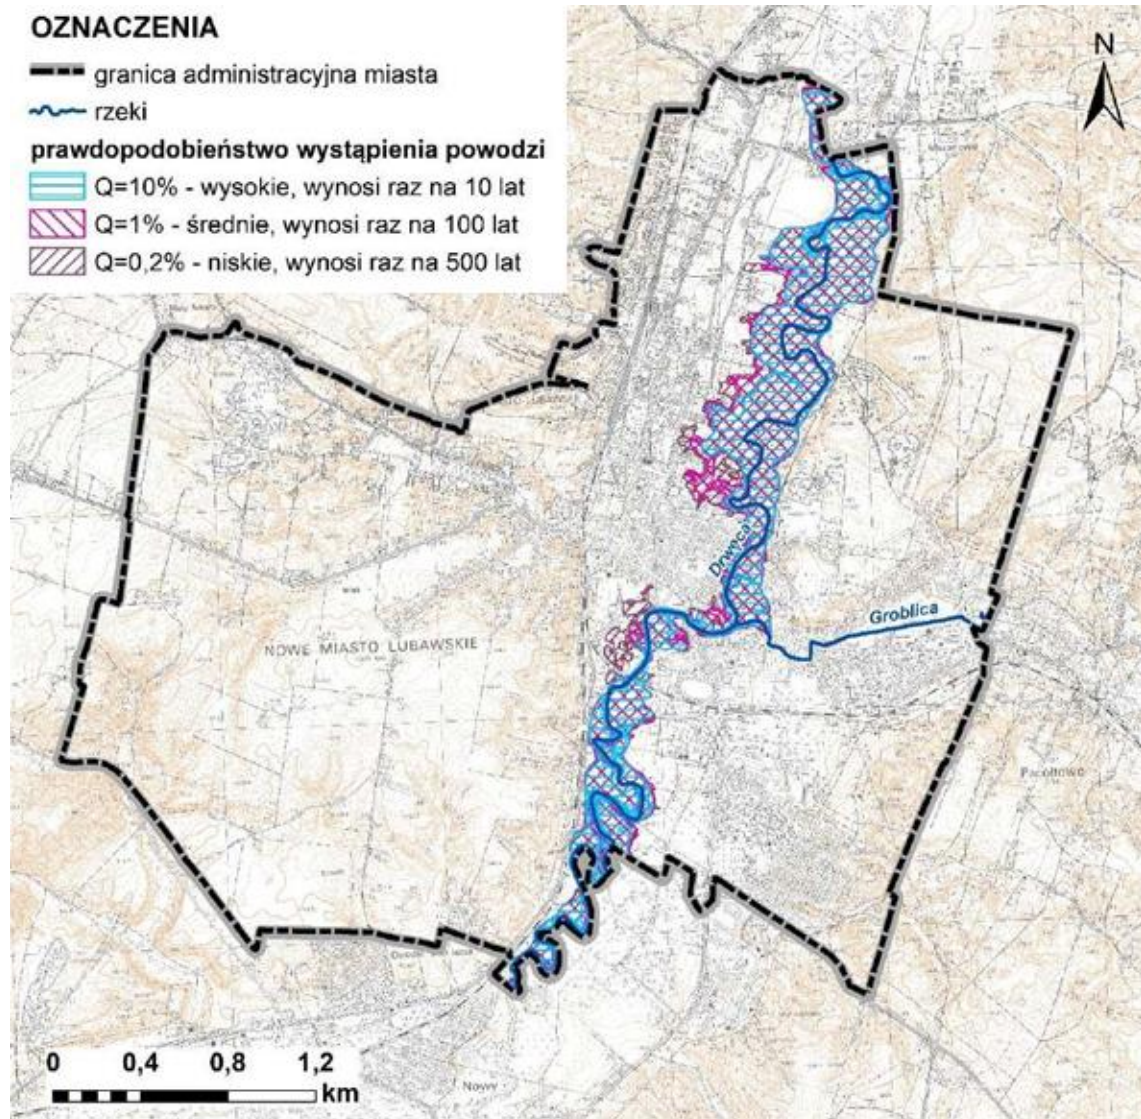 OZNACZENIA
granica administracyjna miasta
rzeki
prawdopodobieństwo wystąpienia powodzi
Q=10% - wysokie, wynosi raz na 10 lat
Q=1% - średnie, wynosi raz na 100 lat
Q=0,2% - niskie, wynosi raz na 500 lat
N
Drwęca
Groblica
NOWE MIASTO LUBAWSKIE
Pacółtowo
0 0,4 0,8 1,2
km
Nowy